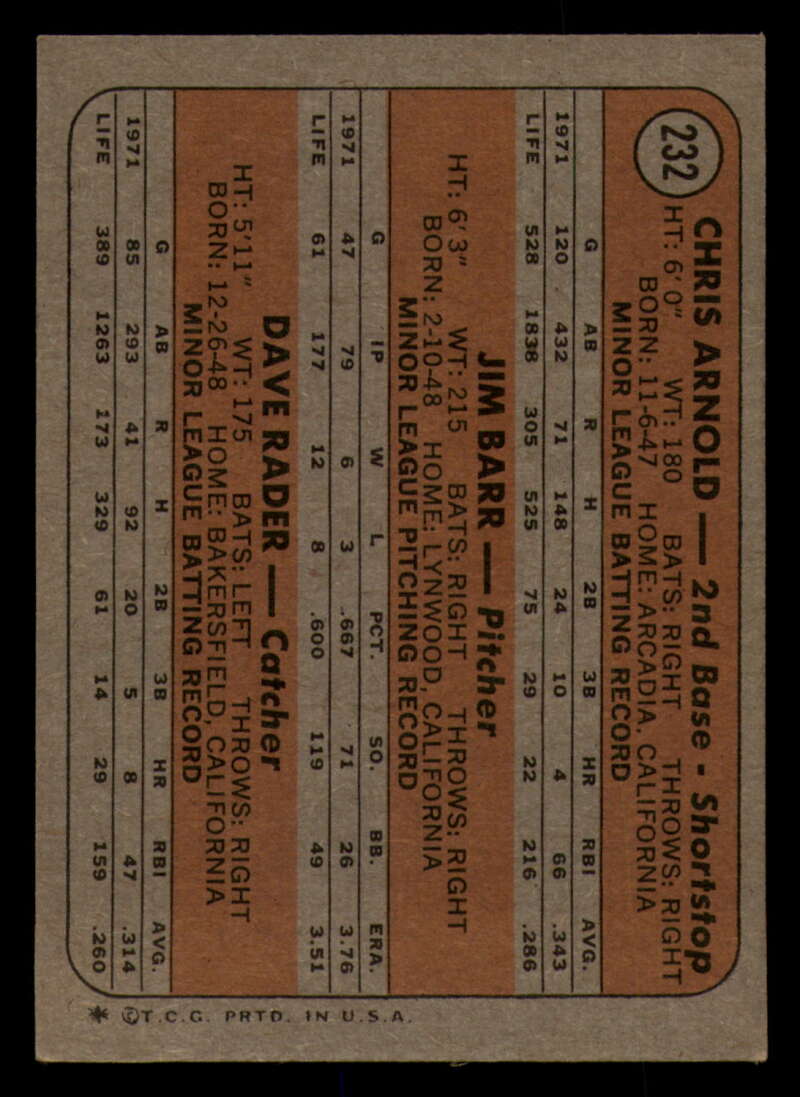 232
CHRIS ARNOLD — 2nd Base - Shortstop
HT: 6'0" WT: 180 BATS: RIGHT THROWS: RIGHT
BORN: 11-6-47 HOME: ARCADIA, CALIFORNIA
MINOR LEAGUE BATTING RECORD
G AB R H 2B 3B HR RBI AVG.
1971 120 432 71 148 24 10 4 66 .343
LIFE 528 1838 305 525 75 29 22 216 .286
JIM BARR — Pitcher
HT: 6'3" WT: 215 BATS: RIGHT THROWS: RIGHT
BORN: 2-10-48 HOME: LYNWOOD, CALIFORNIA
MINOR LEAGUE PITCHING RECORD
G IP W L PCT. SO. BB. ERA.
1971 47 79 6 3 .667 71 26 3.76
LIFE 61 177 12 8 .600 119 49 3.51
DAVE RADER — Catcher
HT: 5'11" WT: 175 BATS: LEFT THROWS: RIGHT
BORN: 12-26-48 HOME: BAKERSFIELD, CALIFORNIA
MINOR LEAGUE BATTING RECORD
G AB R H 2B 3B HR RBI AVG.
1971 85 293 41 92 20 5 8 47 .314
LIFE 389 1263 173 329 61 14 29 159 .260
* ©T.C.G. PRTD. IN U.S.A.